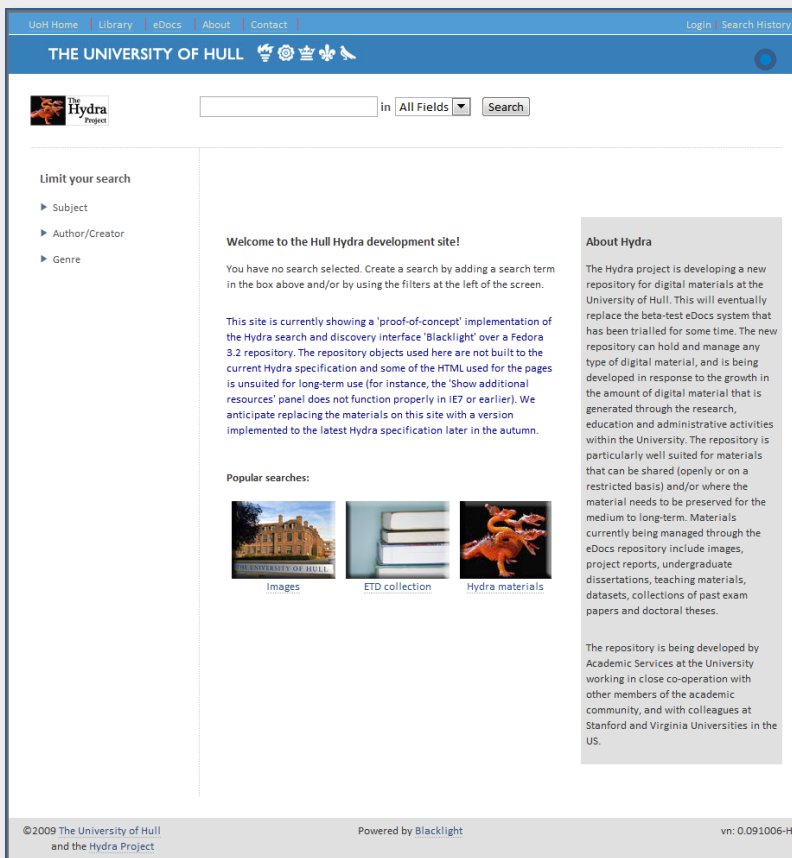 UoH Home Library eDocs About Contact Login Search History
THE UNIVERSITY OF HULL
The
Hydra
Project
in All Fields Search
Limit your search
Subject
Author/Creator
Genre
Welcome to the Hull Hydra development site!
You have no search selected. Create a search by adding a search term
in the box above and/or by using the filters at the left of the screen.
This site is currently showing a 'proof-of-concept' implementation of
the Hydra search and discovery interface 'Blacklight' over a Fedora
3.2 repository. The repository objects used here are not built to the
current Hydra specification and some of the HTML used for the pages
is unsuited for long-term use (for instance, the 'Show additional
resources' panel does not function properly in IE7 or earlier). We
anticipate replacing the materials on this site with a version
implemented to the latest Hydra specification later in the autumn.
Popular searches:
THE UNIVERSITY OF HULL
Images ETD collection Hydra materials
About Hydra
The Hydra project is developing a new
repository for digital materials at the
University of Hull. This will eventually
replace the beta-test eDocs system that
has been trialled for some time. The new
repository can hold and manage any
type of digital material, and is being
developed in response to the growth in
the amount of digital material that is
generated through the research,
education and administrative activities
within the University. The repository is
particularly well suited for materials
that can be shared (openly or on a
restricted basis) and/or where the
material needs to be preserved for the
medium to long-term. Materials
currently being managed through the
eDocs repository include images,
project reports, undergraduate
dissertations, teaching materials,
datasets, collections of past exam
papers and doctoral theses.
The repository is being developed by
Academic Services at the University
working in close co-operation with
other members of the academic
community, and with colleagues at
Stanford and Virginia Universities in the
US.
©2009 The University of Hull Powered by Blacklight vn: 0.091006-H
and the Hydra Project